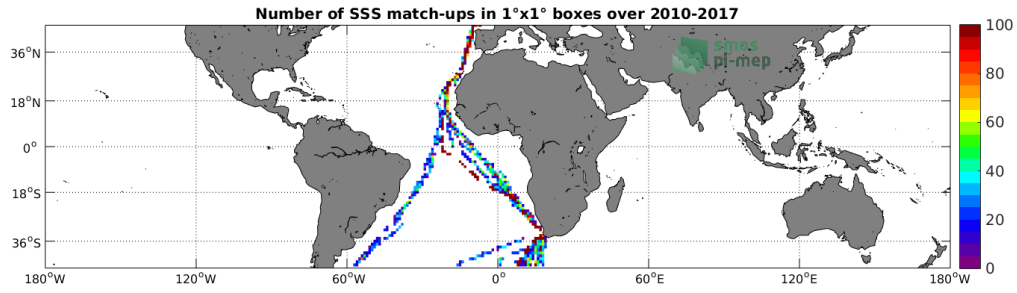 Number of SSS match-ups in 1°x1° boxes over 2010-2017
smos
pi-mep
36°N
18°N
0°
18°S
36°S
180°W 120°W 60°W 0° 60°E 120°E 180°W
100
80
60
40
20
0